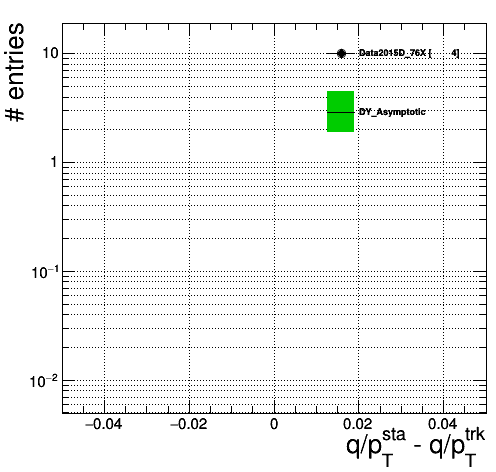 # entries
10
Data2015D_76X [ 4]
DY_Asymptotic
1
10⁻¹
10⁻²
−0.04 −0.02 0 0.02 0.04
q/p_T^sta - q/p_T^trk